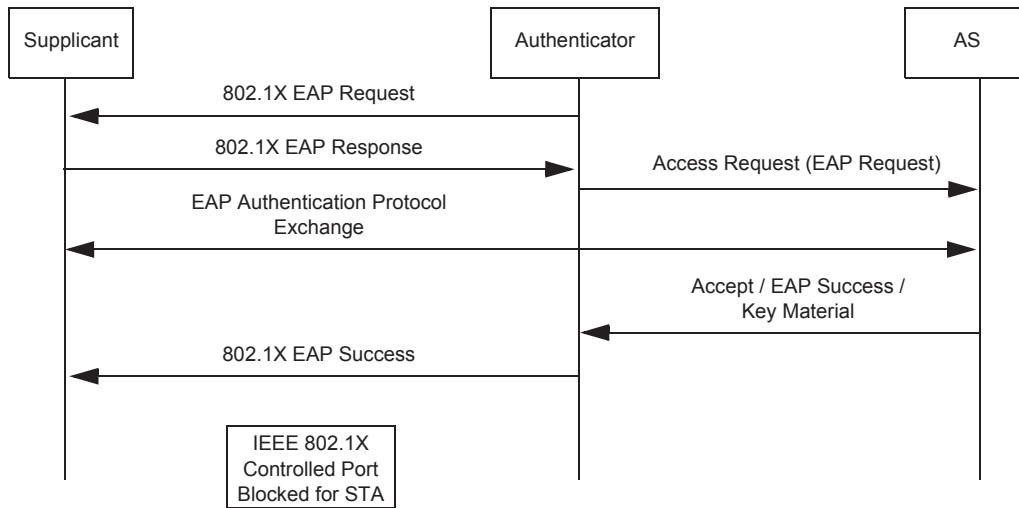 Supplicant
Authenticator
AS
802.1X EAP Request
802.1X EAP Response
Access Request (EAP Request)
EAP Authentication Protocol
Exchange
Accept / EAP Success /
Key Material
802.1X EAP Success
IEEE 802.1X
Controlled Port
Blocked for STA